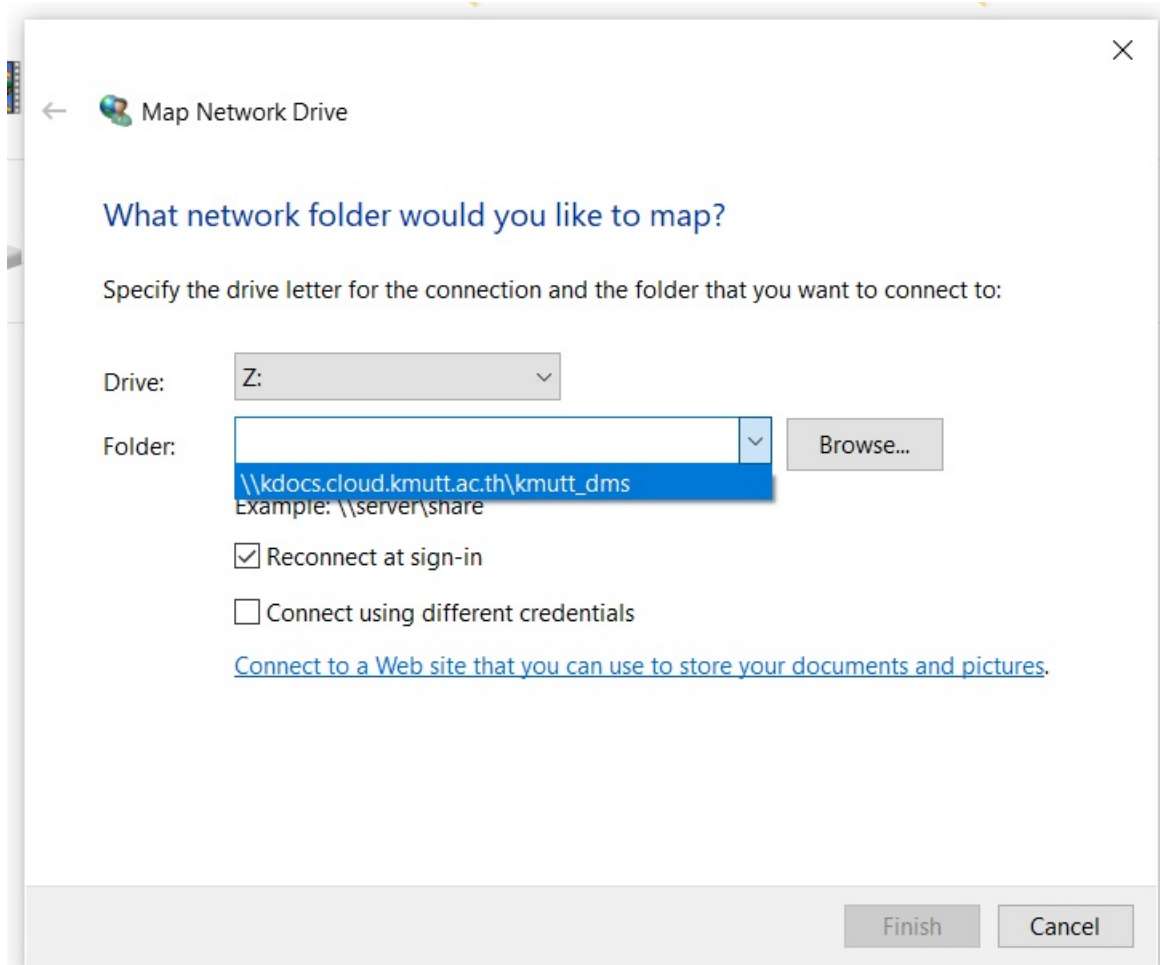 Map Network Drive
What network folder would you like to map?
Specify the drive letter for the connection and the folder that you want to connect to:
Drive: Z:
Folder: Browse...
\\kdocs.cloud.kmutt.ac.th\kmutt_dms
Example: \\server\share
Reconnect at sign-in
Connect using different credentials
Connect to a Web site that you can use to store your documents and pictures.
Finish Cancel